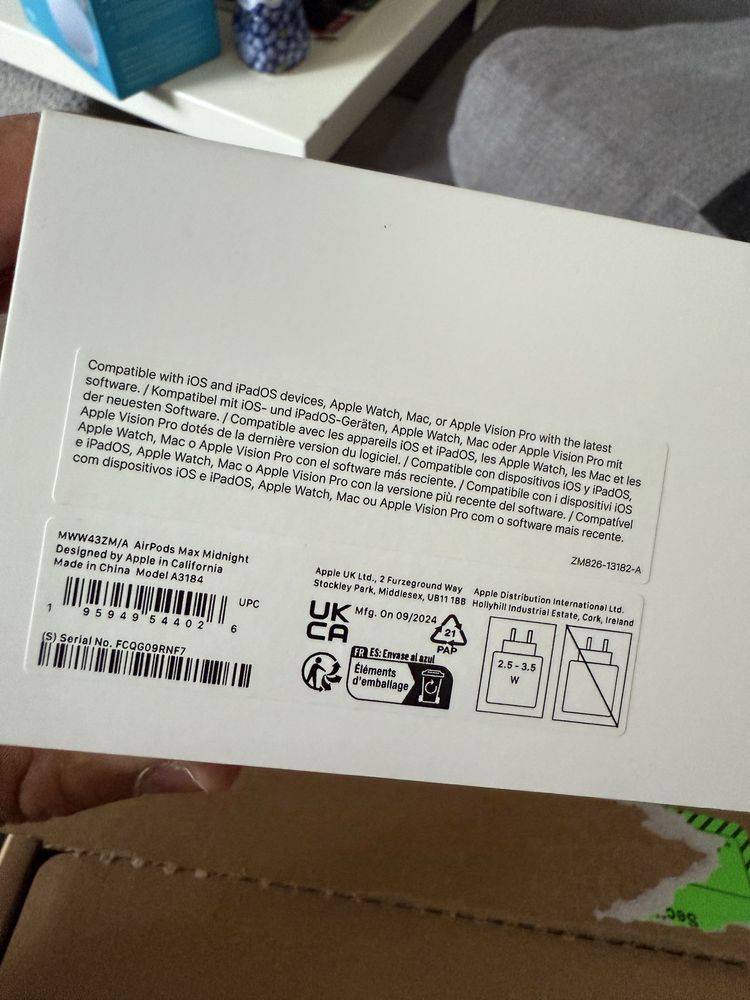 Compatible with iOS and iPadOS devices, Apple Watch, Mac, or Apple Vision Pro with the latest
software. / Kompatibel mit iOS- und iPadOS-Geräten, Apple Watch, Mac oder Apple Vision Pro mit
der neuesten Software. / Compatible avec les appareils iOS et iPadOS, les Apple Watch, les Mac et les
Apple Vision Pro dotés de la dernière version du logiciel. / Compatible con dispositivos iOS y iPadOS,
Apple Watch, Mac o Apple Vision Pro con el software más reciente. / Compatibile con i dispositivi iOS
e iPadOS, Apple Watch, Mac o Apple Vision Pro con la versione più recente del software. / Compatível
com dispositivos iOS e iPadOS, Apple Watch, Mac ou Apple Vision Pro com o software mais recente.
ZM826-13182-A
MWW43ZM/A AirPods Max Midnight
Designed by Apple in California
Made in China Model A3184
UPC
1 95949 54402 6
(S) Serial No. FCQG09RNF7
Apple UK Ltd., 2 Furzeground Way
Stockley Park, Middlesex, UB11 1BB
UK
CA
Mfg. On 09/2024
21
PAP
FR ES: Envase al azul
Éléments
d'emballage
Apple Distribution International Ltd.
Hollyhill Industrial Estate, Cork, Ireland
2.5 - 3.5
W
Sec